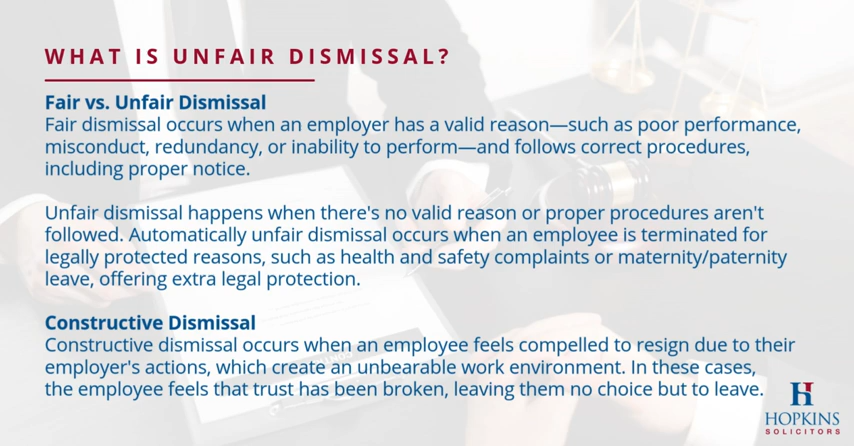 WHAT IS UNFAIR DISMISSAL?
Fair vs. Unfair Dismissal
Fair dismissal occurs when an employer has a valid reason—such as poor performance,
misconduct, redundancy, or inability to perform—and follows correct procedures,
including proper notice.
Unfair dismissal happens when there's no valid reason or proper procedures aren't
followed. Automatically unfair dismissal occurs when an employee is terminated for
legally protected reasons, such as health and safety complaints or maternity/paternity
leave, offering extra legal protection.
Constructive Dismissal
Constructive dismissal occurs when an employee feels compelled to resign due to their
employer's actions, which create an unbearable work environment. In these cases,
the employee feels that trust has been broken, leaving them no choice but to leave.
H
HOPKINS
SOLICITORS